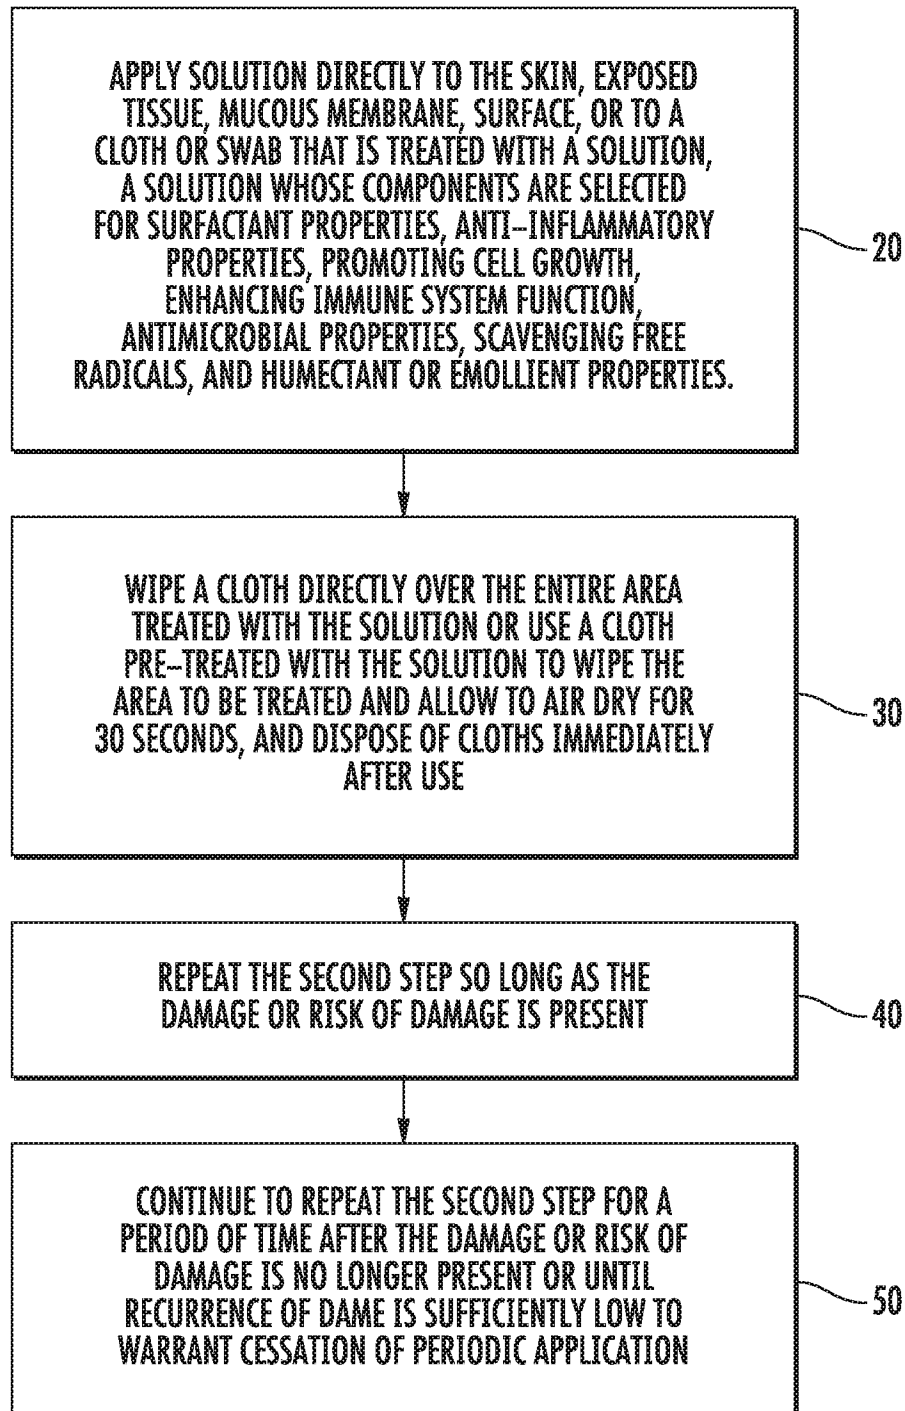 APPLY SOLUTION DIRECTLY TO THE SKIN, EXPOSED
TISSUE, MUCOUS MEMBRANE, SURFACE, OR TO A
CLOTH OR SWAB THAT IS TREATED WITH A SOLUTION,
A SOLUTION WHOSE COMPONENTS ARE SELECTED
FOR SURFACTANT PROPERTIES, ANTI-INFLAMMATORY
PROPERTIES, PROMOTING CELL GROWTH,
ENHANCING IMMUNE SYSTEM FUNCTION,
ANTIMICROBIAL PROPERTIES, SCAVENGING FREE
RADICALS, AND HUMECTANT OR EMOLLIENT PROPERTIES.
20
WIPE A CLOTH DIRECTLY OVER THE ENTIRE AREA
TREATED WITH THE SOLUTION OR USE A CLOTH
PRE-TREATED WITH THE SOLUTION TO WIPE THE
AREA TO BE TREATED AND ALLOW TO AIR DRY FOR
30 SECONDS, AND DISPOSE OF CLOTHS IMMEDIATELY
AFTER USE
30
REPEAT THE SECOND STEP SO LONG AS THE
DAMAGE OR RISK OF DAMAGE IS PRESENT
40
CONTINUE TO REPEAT THE SECOND STEP FOR A
PERIOD OF TIME AFTER THE DAMAGE OR RISK OF
DAMAGE IS NO LONGER PRESENT OR UNTIL
RECURRENCE OF DAME IS SUFFICIENTLY LOW TO
WARRANT CESSATION OF PERIODIC APPLICATION
50